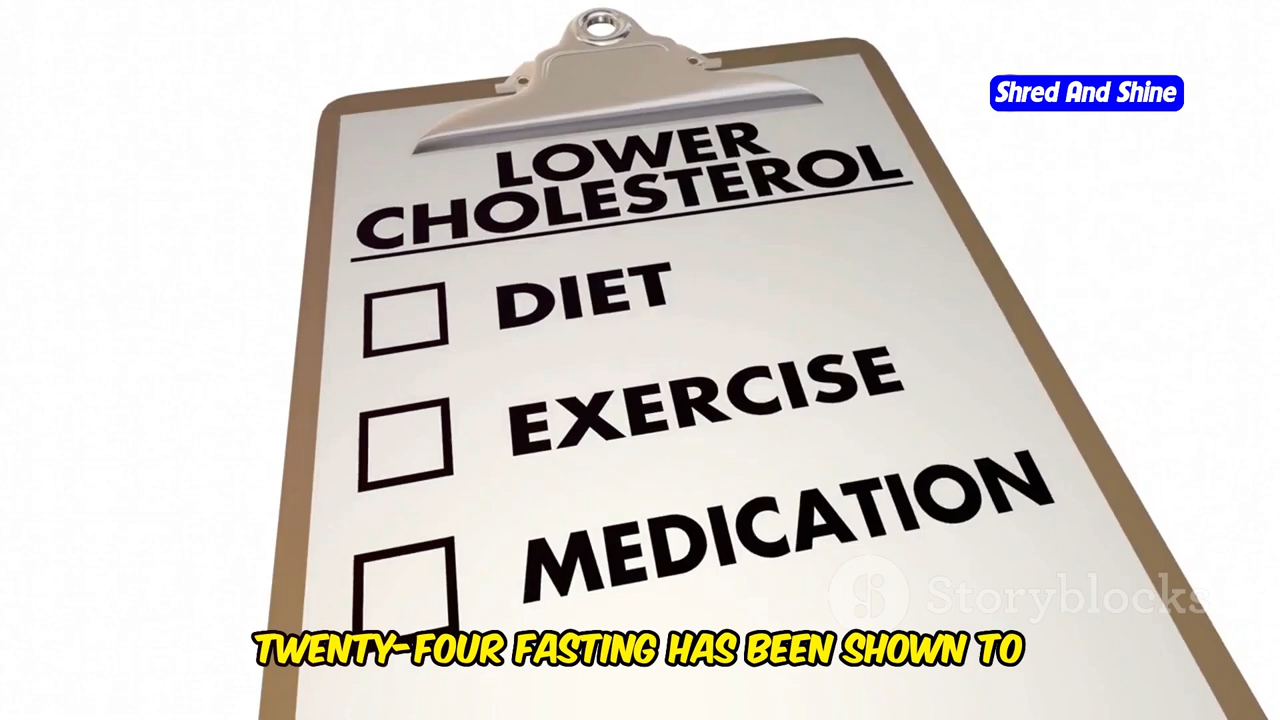 Shred And Shine
LOWER
CHOLESTEROL
DIET
EXERCISE
MEDICATION
Storyblocks
TWENTY-FOUR FASTING HAS BEEN SHOWN TO